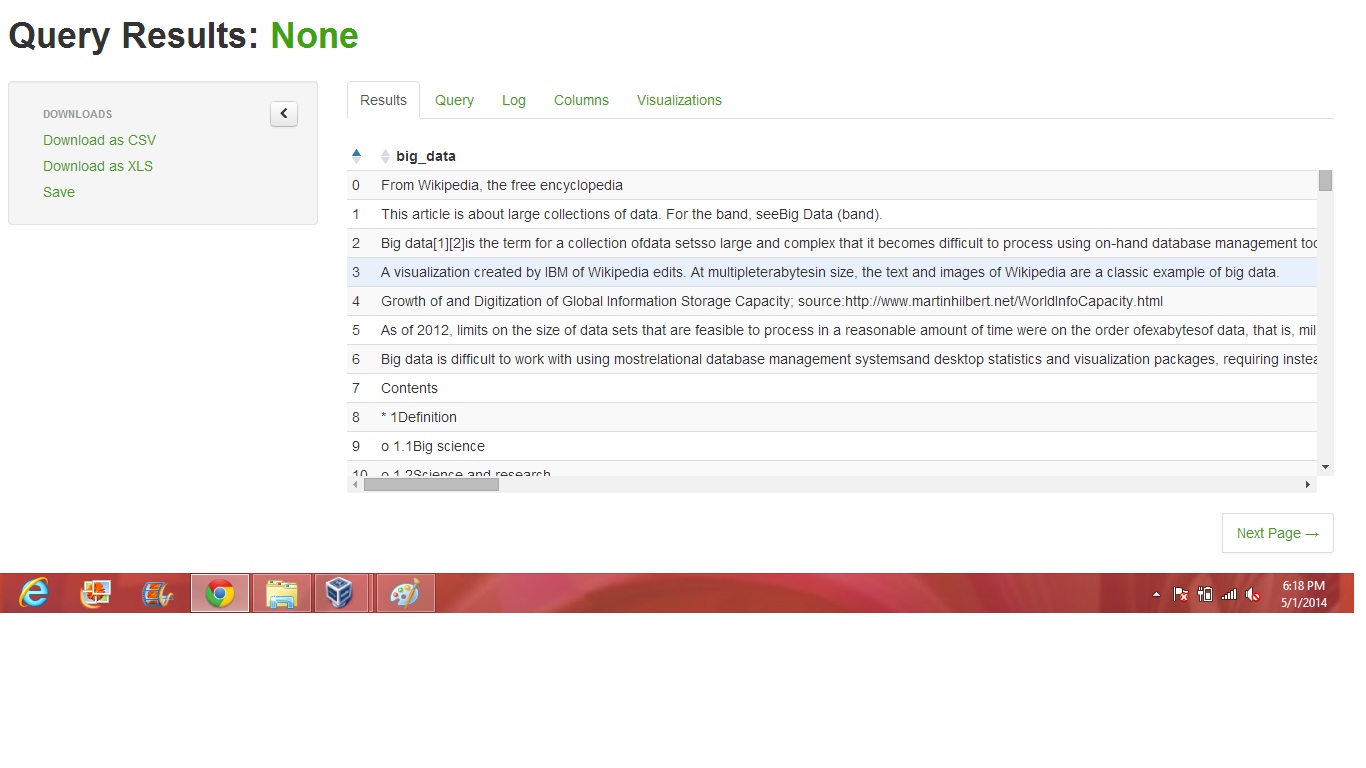 Query Results: None
DOWNLOADS
Download as CSV
Download as XLS
Save
Results Query Log Columns Visualizations
big_data
0 From Wikipedia, the free encyclopedia
1 This article is about large collections of data. For the band, seeBig Data (band).
2 Big data[1][2]is the term for a collection ofdata setsso large and complex that it becomes difficult to process using on-hand database management
3 A visualization created by IBM of Wikipedia edits. At multipleterabytesin size, the text and images of Wikipedia are a classic example of big data.
4 Growth of and Digitization of Global Information Storage Capacity; source:http://www.martinhilbert.net/WorldInfoCapacity.html
5 As of 2012, limits on the size of data sets that are feasible to process in a reasonable amount of time were on the order ofexabytesof data, that is, mil
6 Big data is difficult to work with using mostrelational database management systemsand desktop statistics and visualization packages, requiring instea
7 Contents
8 * 1Definition
9 o 1.1Big science
10 o 1.2Science and research
Next Page →
6:18 PM
5/1/2014